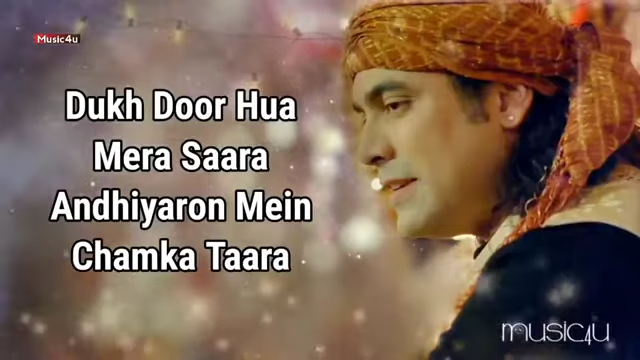 Music4u
Dukh Door Hua
Mera Saara
Andhiyaron Mein
Chamka Taara
music4u